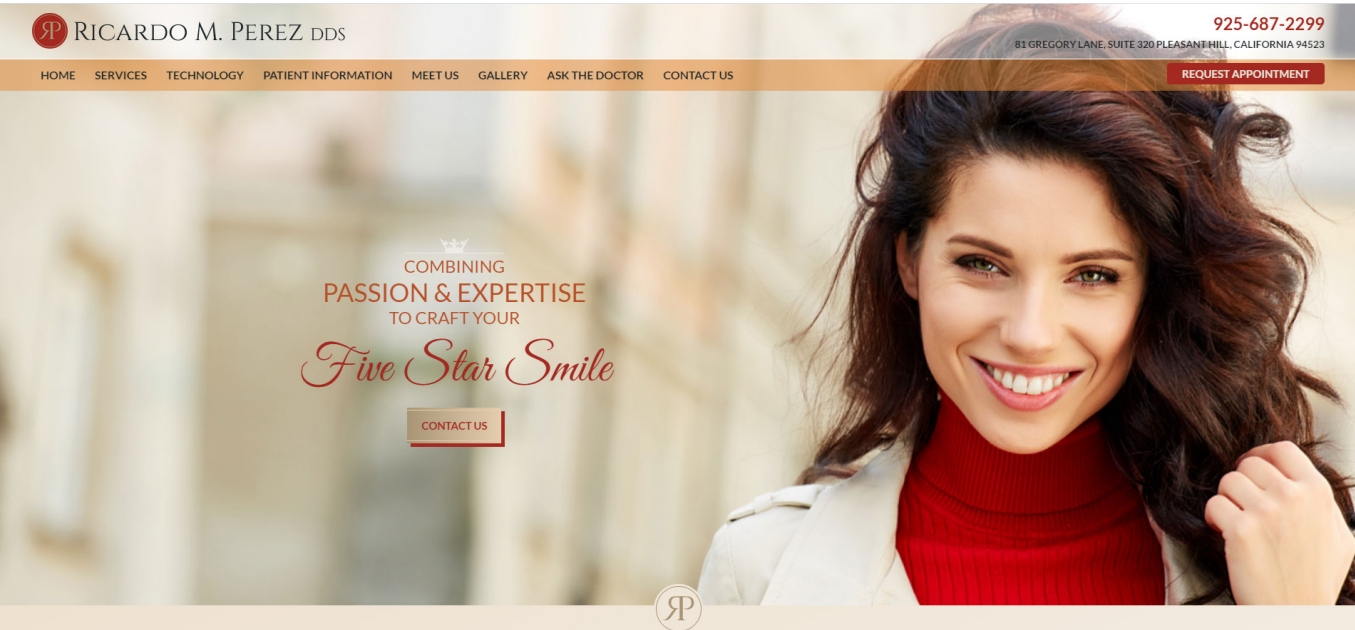 RP RICARDO M. PEREZ DDS
925-687-2299
81 GREGORY LANE, SUITE 320 PLEASANT HILL, CALIFORNIA 94523
HOME SERVICES TECHNOLOGY PATIENT INFORMATION MEET US GALLERY ASK THE DOCTOR CONTACT US REQUEST APPOINTMENT
COMBINING
PASSION & EXPERTISE
TO CRAFT YOUR
Five Star Smile
CONTACT US
RP